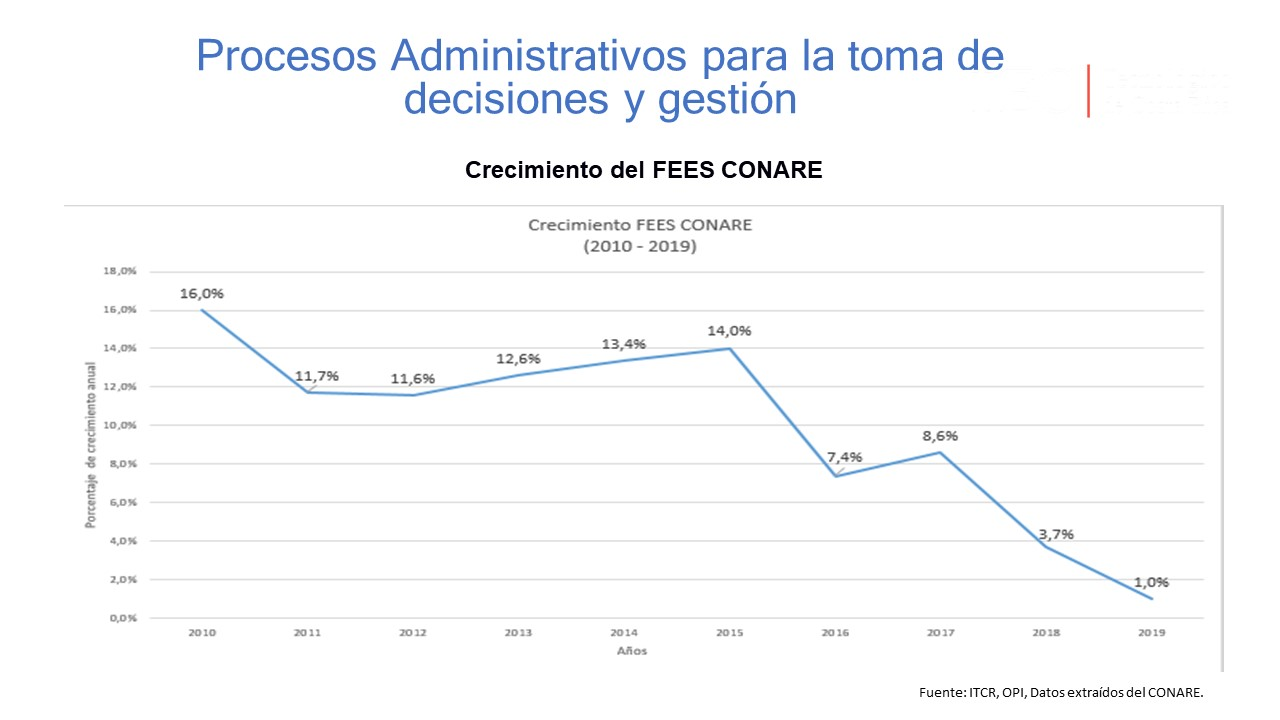 Procesos Administrativos para la toma de
decisiones y gestión
Crecimiento del FEES CONARE
Crecimiento FEES CONARE
(2010 - 2019)
Porcentaje de crecimiento anual
18,0%
16,0%
14,0%
12,0%
10,0%
8,0%
6,0%
4,0%
2,0%
0,0%
16,0%
11,7%
11,6%
12,6%
13,4%
14,0%
7,4%
8,6%
3,7%
1,0%
2010 2011 2012 2013 2014 2015 2016 2017 2018 2019
Años
Fuente: ITCR, OPI, Datos extraídos del CONARE.